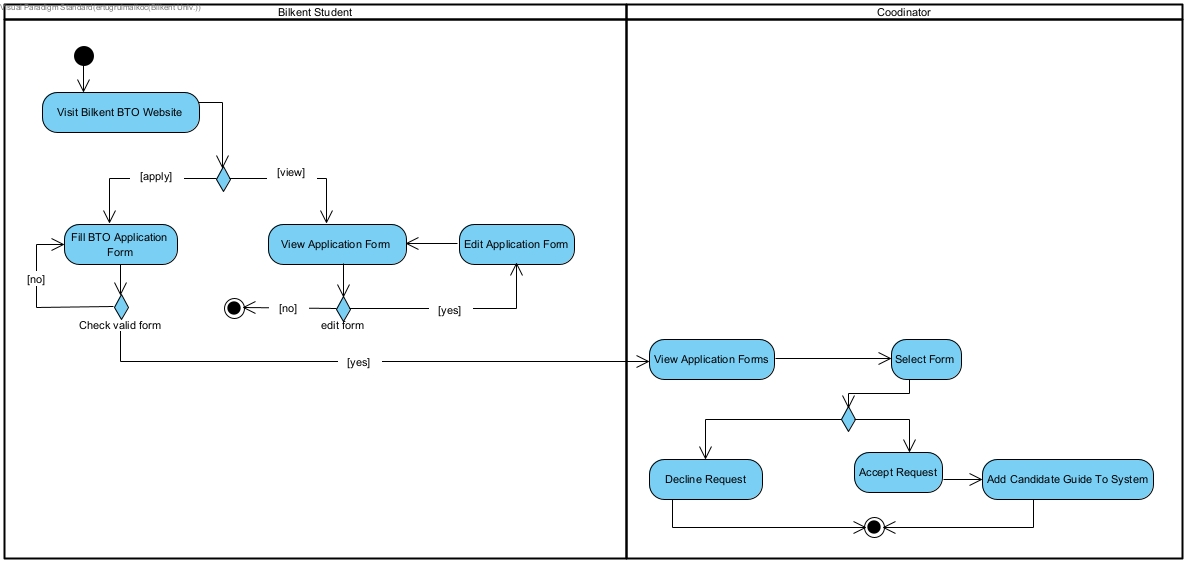 Visual Paradigm Standard(ertugrulmalkoc(Bilkent Univ.))
Bilkent Student
Coodinator
Visit Bilkent BTO Website
[apply]
[view]
Fill BTO Application
Form
View Application Form
Edit Application Form
[no]
[no]
[yes]
Check valid form
edit form
[yes]
View Application Forms
Select Form
Decline Request
Accept Request
Add Candidate Guide To System